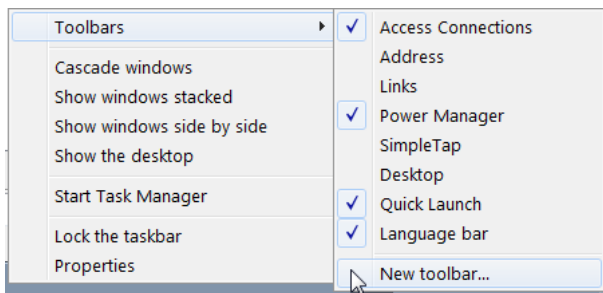 Toolbars
Cascade windows
Show windows stacked
Show windows side by side
Show the desktop
Start Task Manager
Lock the taskbar
Properties
Access Connections
Address
Links
Power Manager
SimpleTap
Desktop
Quick Launch
Language bar
New toolbar...